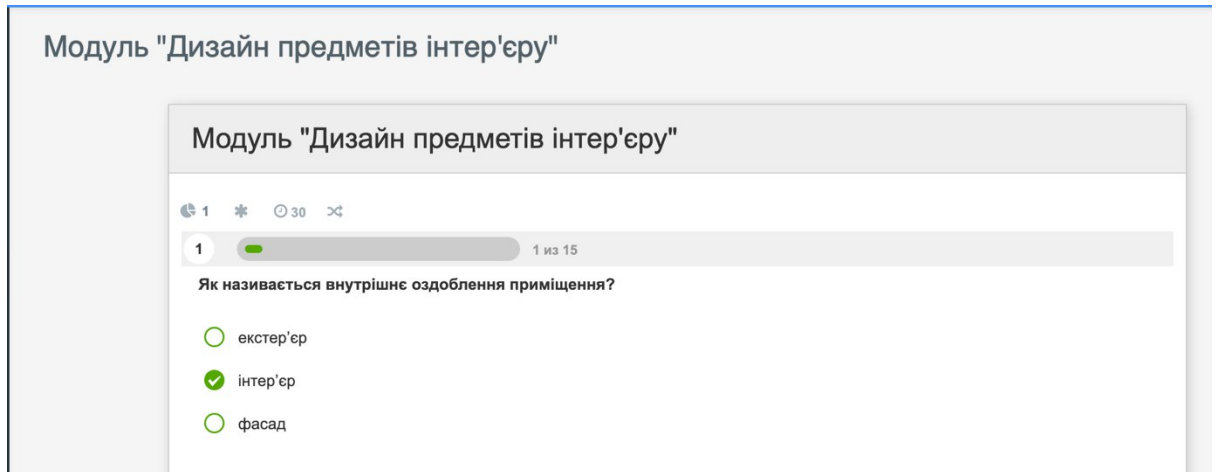 Модуль "Дизайн предметів інтер'єру"
Модуль "Дизайн предметів інтер'єру"
1 30
1 1 из 15
Як називається внутрішнє оздоблення приміщення?
екстер'єр
інтер'єр
фасад